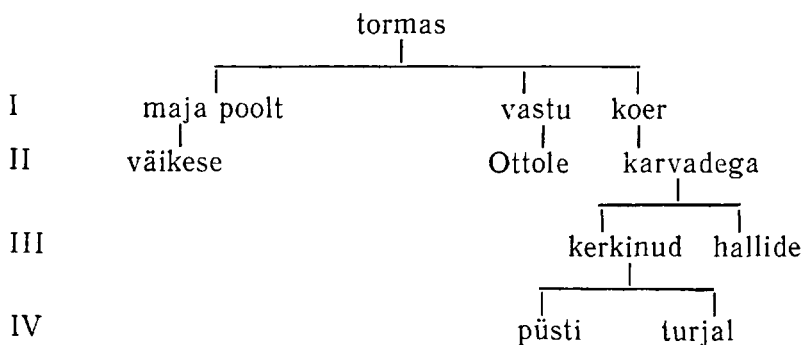 tormas
I maja poolt vastu koer
II väikese Ottole karvadega
III kerkinud hallide
IV püsti turjal